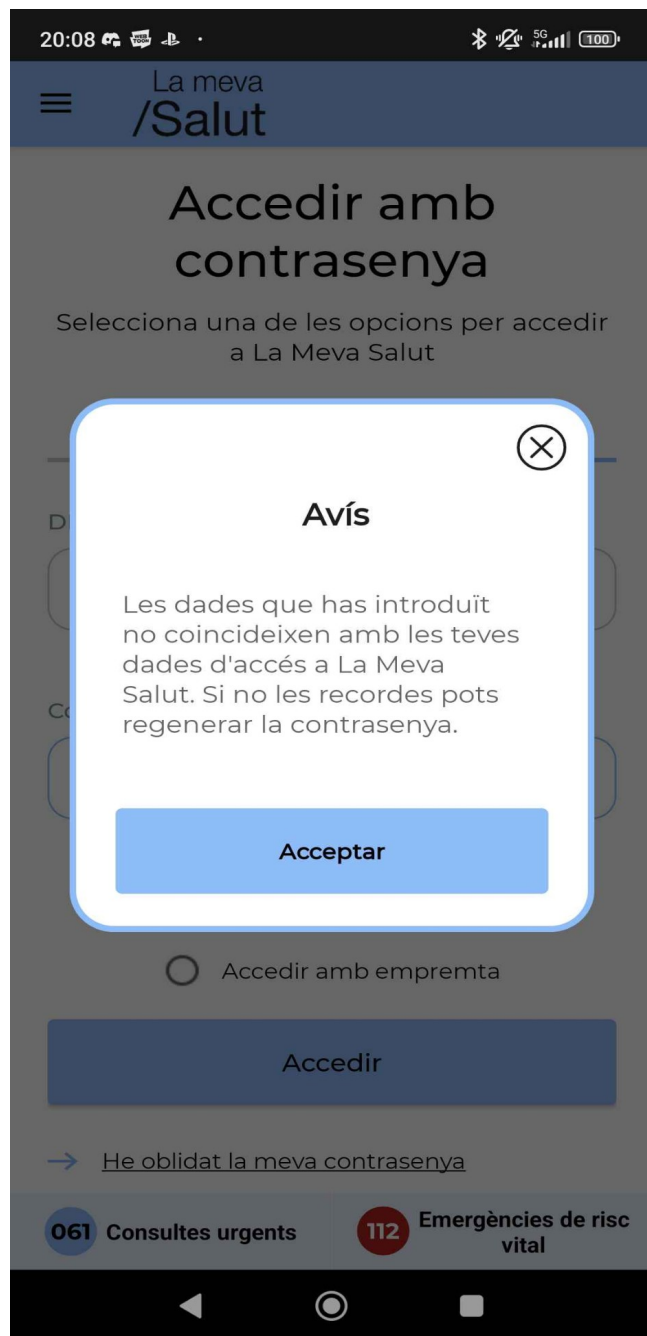 20:08
5G
100
La meva
/Salut
Accedir amb
contrasenya
Selecciona una de les opcions per accedir
a La Meva Salut
D
Avís
Les dades que has introduït
no coincideixen amb les teves
dades d'accés a La Meva
Salut. Si no les recordes pots
regenerar la contrasenya.
Co
Acceptar
Accedir amb empremta
Accedir
He oblidat la meva contrasenya
061 Consultes urgents
112 Emergències de risc
vital